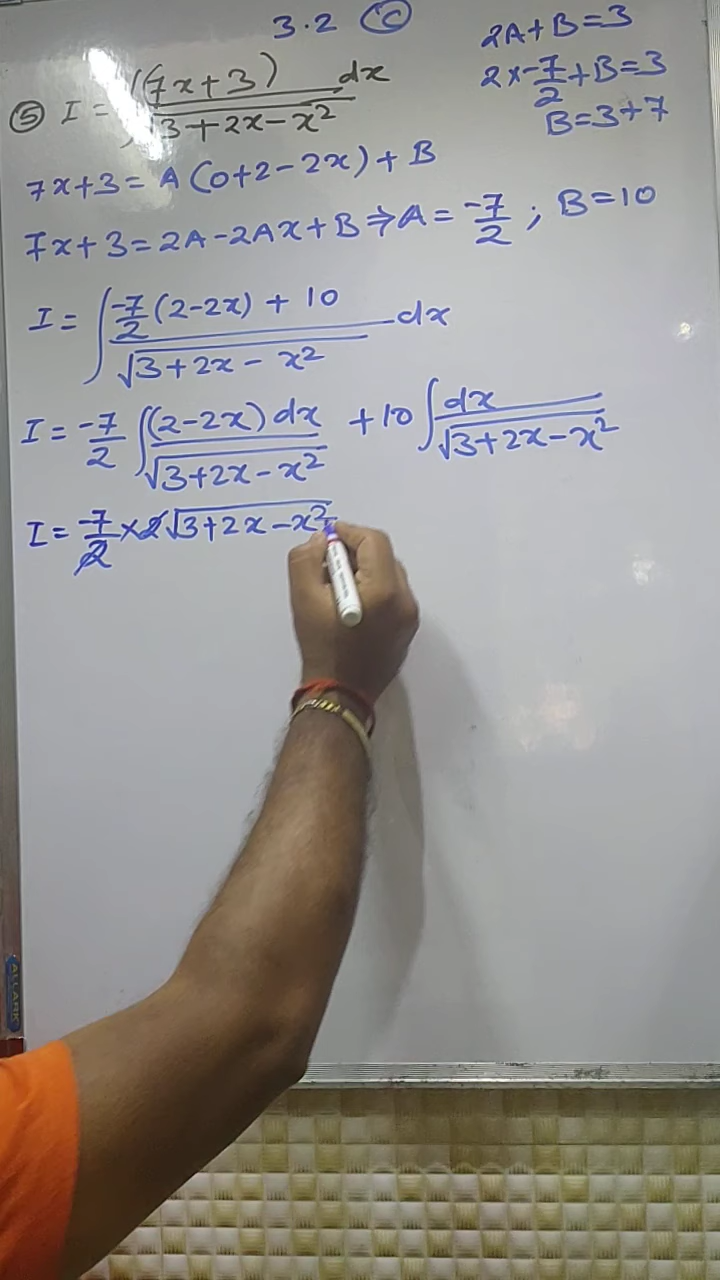 3.2 Ⓒ
2A+B=3
2×-7/2+B=3
B=3+7
⑤ I = ∫(7x+3)/√3+2x-x² dx
7x+3=A(0+2-2x)+B
7x+3=2A-2Ax+B⇒A=-7/2; B=10
I=∫-7/2(2-2x)+10/√3+2x-x² dx
I=-7/2∫(2-2x)dx/√3+2x-x² +10∫dx/√3+2x-x²
I=-7/2×2√3+2x-x²